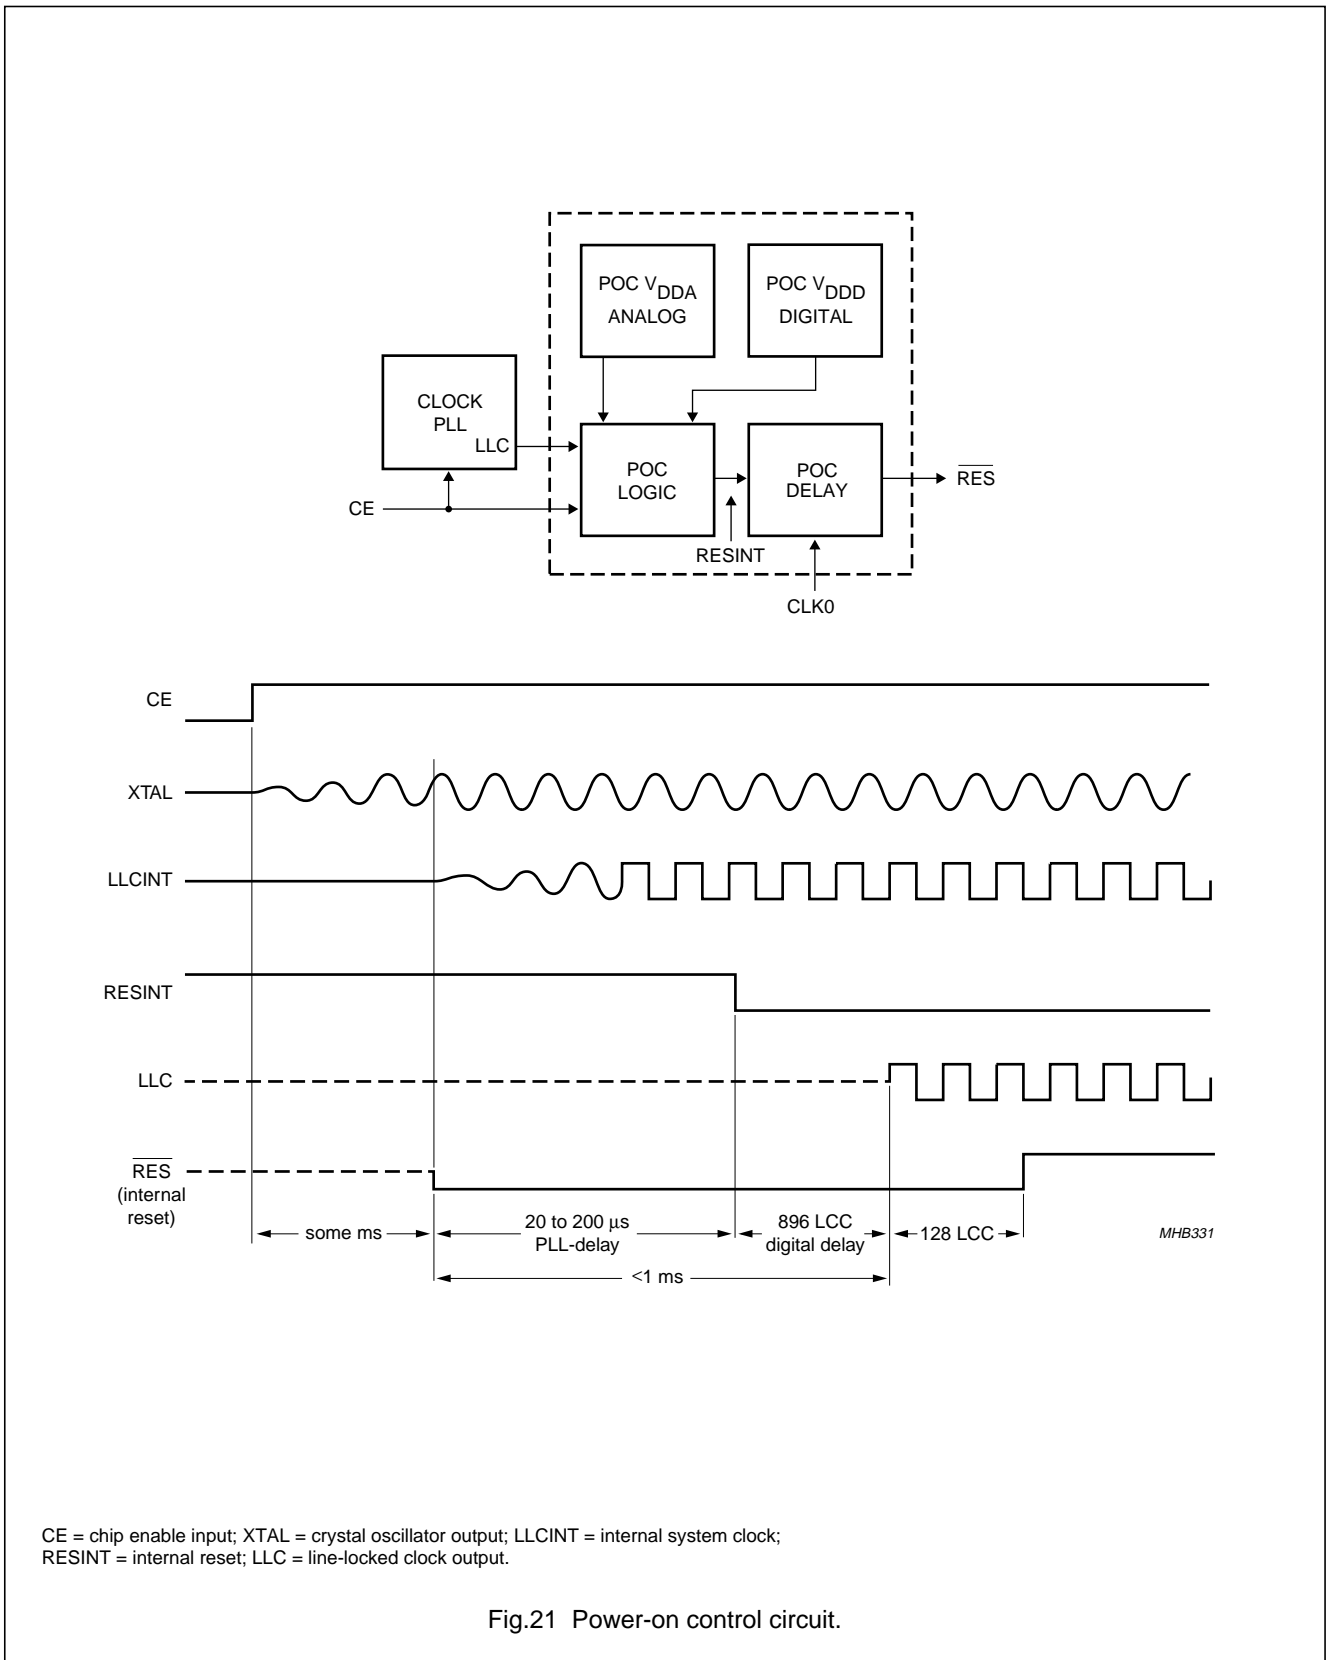 POC VDDA
ANALOG
POC VDDD
DIGITAL
CLOCK
PLL
LLC
POC
LOGIC
POC
DELAY
RES
CE
RESINT
CLK0
CE
XTAL
LLCINT
RESINT
LLC
RES
(internal
reset)
some ms
20 to 200 μs
PLL-delay
896 LCC
digital delay
128 LCC
MHB331
<1 ms
CE = chip enable input; XTAL = crystal oscillator output; LLCINT = internal system clock;
RESINT = internal reset; LLC = line-locked clock output.
Fig.21 Power-on control circuit.